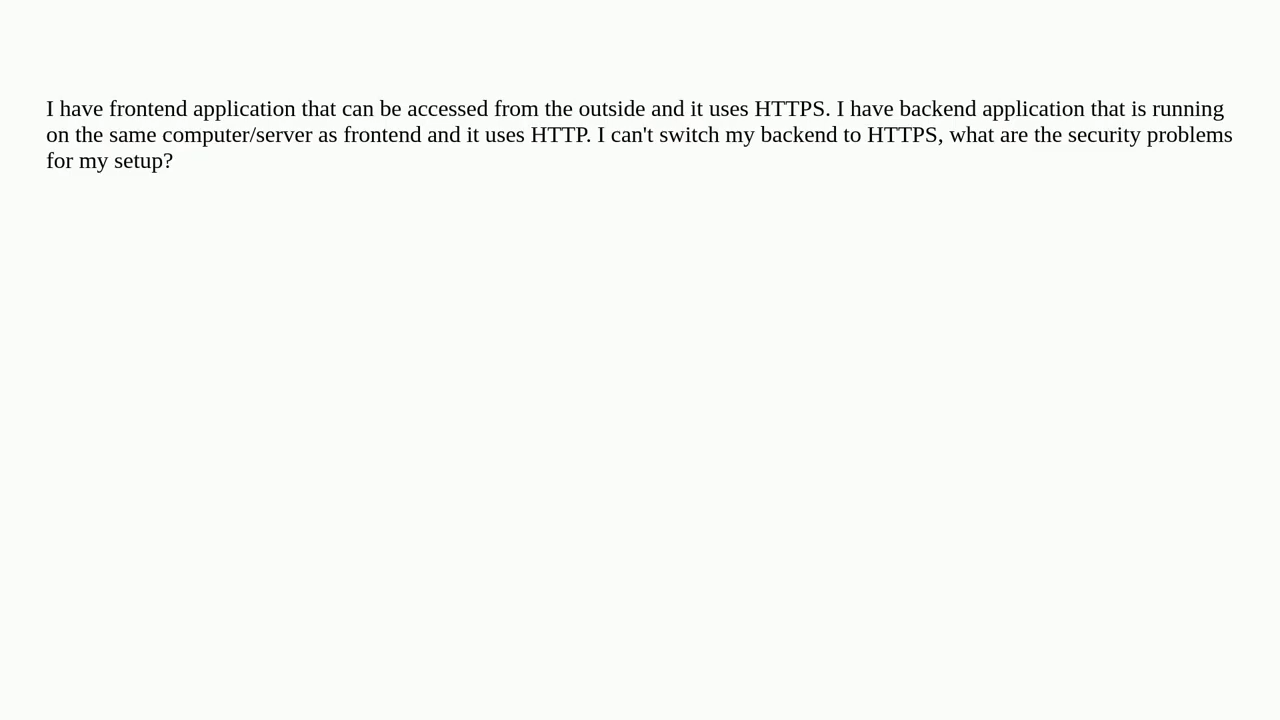 I have frontend application that can be accessed from the outside and it uses HTTPS. I have backend application that is running
on the same computer/server as frontend and it uses HTTP. I can't switch my backend to HTTPS, what are the security problems
for my setup?